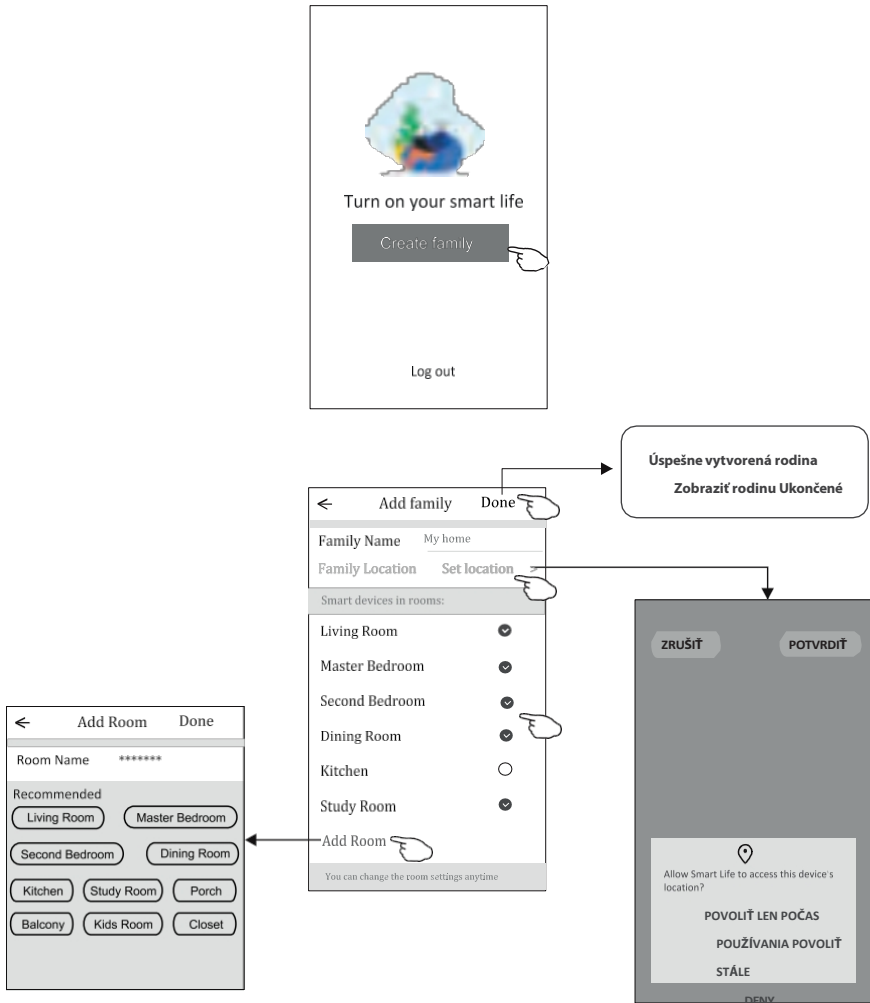 Turn on your smart life
Create family
Log out
Úspešne vytvorená rodina
Zobraziť rodinu Ukončené
Add family Done
Family Name My home
Family Location Set location >
Smart devices in rooms:
Living Room
Master Bedroom
Second Bedroom
Dining Room
Kitchen
Study Room
Add Room
You can change the room settings anytime
ZRUŠIŤ POTVRDIŤ
Allow Smart Life to access this device's
location?
POVOLIŤ LEN POČAS
POUŽÍVANIA POVOLIŤ
STÁLE
DENY
Add Room Done
Room Name *******
Recommended
Living Room Master Bedroom
Second Bedroom Dining Room
Kitchen Study Room Porch
Balcony Kids Room Closet